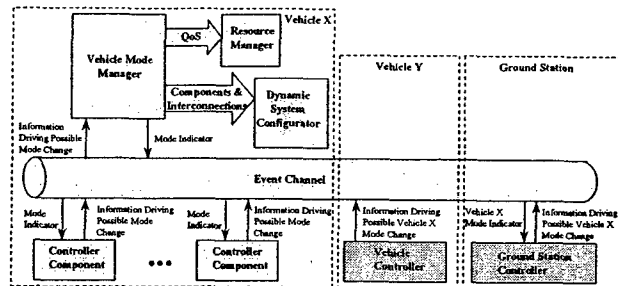 Vehicle X
Vehicle Mode
Manager
QoS
Resource
Manager
Components &
Interconnections
Dynamic
System
Configurator
Vehicle Y
Ground Station
Information
Driving Possible
Mode Change
Mode Indicator
Event Channel
Mode
Indicator
Information Driving
Possible Mode
Change
Mode
Indicator
Information Driving
Possible Mode
Change
Information Driving
Possible Vehicle X
Mode Change
Vehicle X
Mode Indicator
Information Driving
Possible Vehicle X
Mode Change
Controller
Component
•••
Controller
Component
Vehicle
Controller
Ground Station
Controller